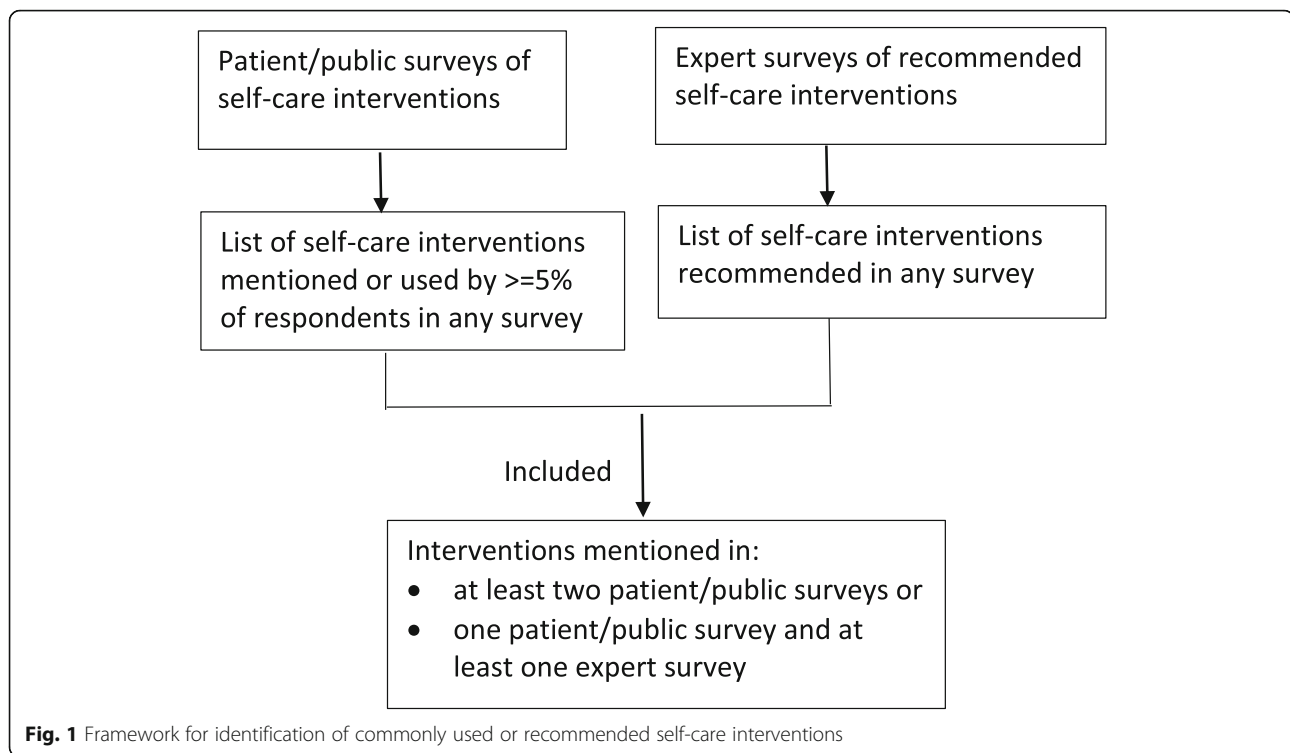 Patient/public surveys of
self-care interventions
Expert surveys of recommended
self-care interventions
List of self-care interventions
mentioned or used by >=5%
of respondents in any survey
List of self-care interventions
recommended in any survey
Included
Interventions mentioned in:
• at least two patient/public surveys or
• one patient/public survey and at
least one expert survey
Fig. 1 Framework for identification of commonly used or recommended self-care interventions